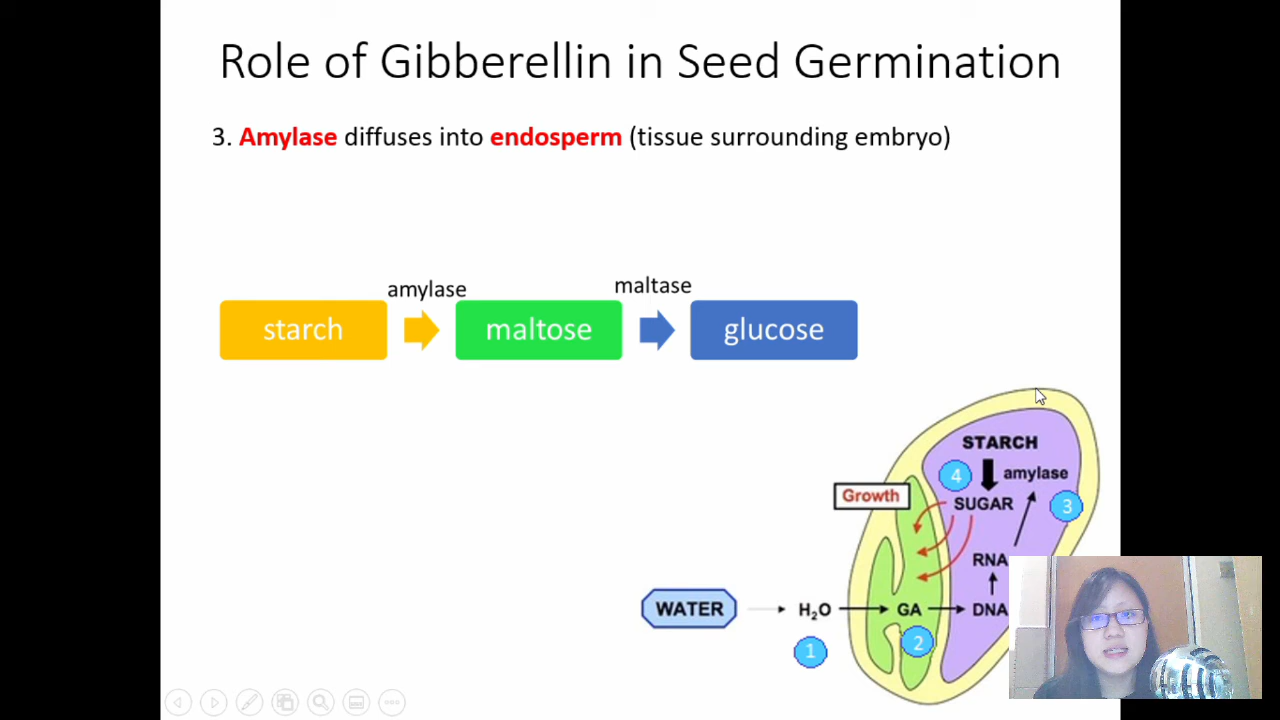 Role of Gibberellin in Seed Germination
3. Amylase diffuses into endosperm (tissue surrounding embryo)
amylase
maltase
starch
maltose
glucose
STARCH
4
amylase
Growth
SUGAR
3
RNA
WATER
H₂O
GA
DNA
1
2